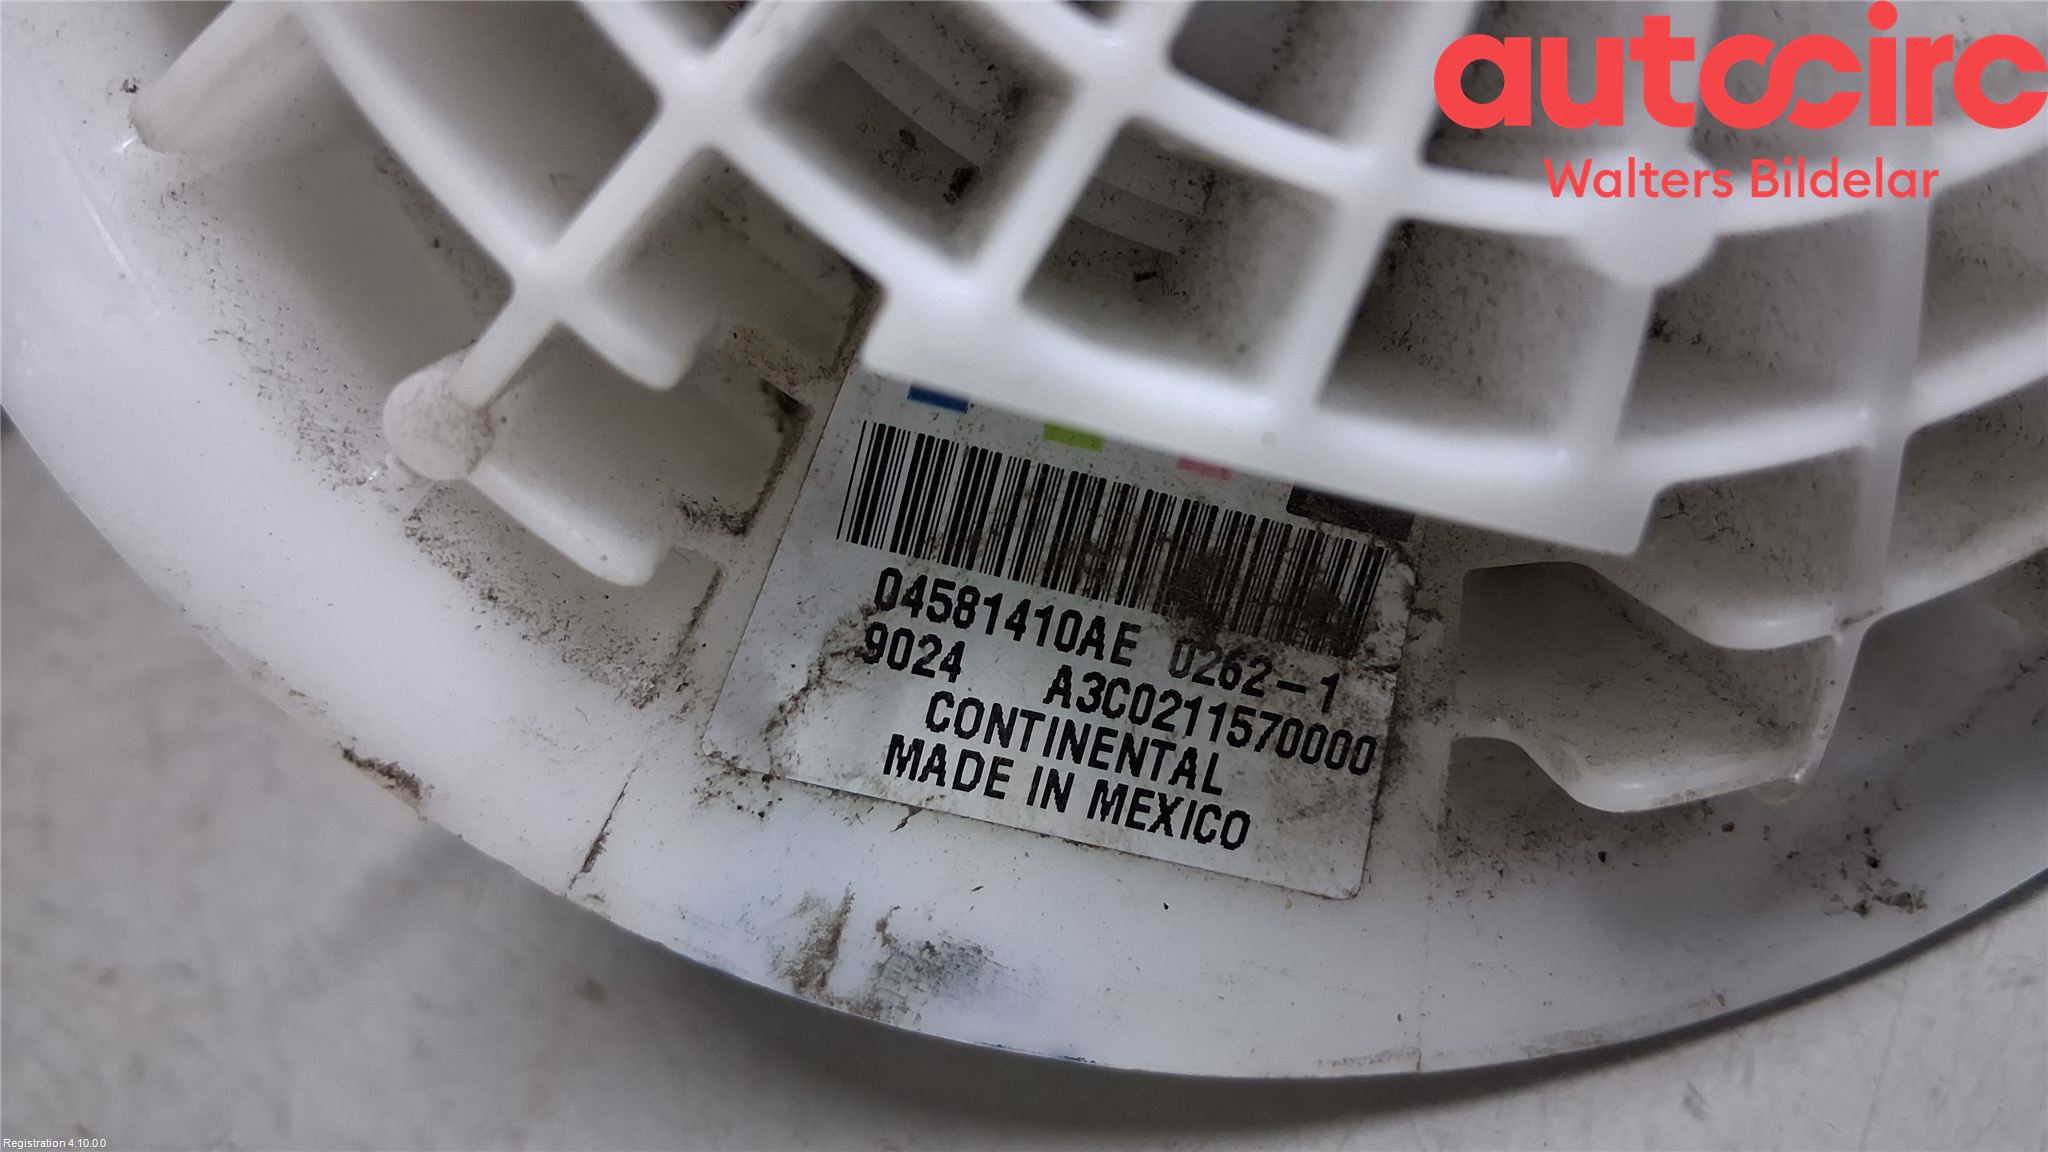 autocirc
Walters Bildelar
04581410AE 0262-1
9024 A3C0211570000
CONTINENTAL
MADE IN MEXICO
Registration 4.10.0.0